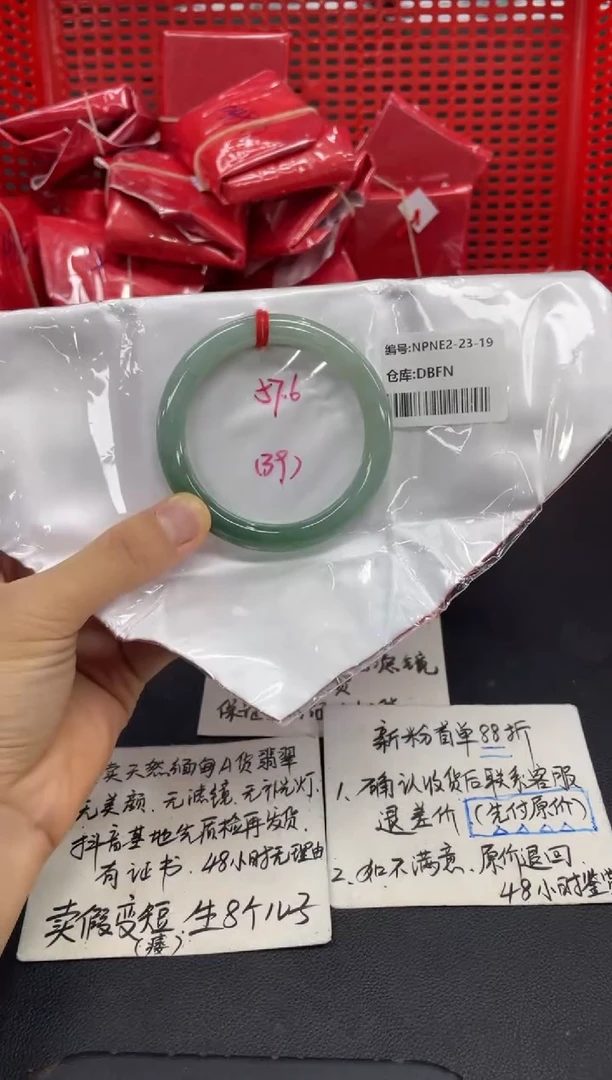 编号:NPNE2-23-19
仓库:DBFN
57.6
(39)
滤镜
保
卖天然缅甸A货翡翠
无美颜.无滤镜.无补光灯.
抖音基地先质检再发货.
有证书.48小时无理由
卖假变短 生8个儿子
(矮)
新粉首单88折
1、确认收货后联系客服
退差价(先付原价)
2、如不满意、原价退回
48小时鉴赏